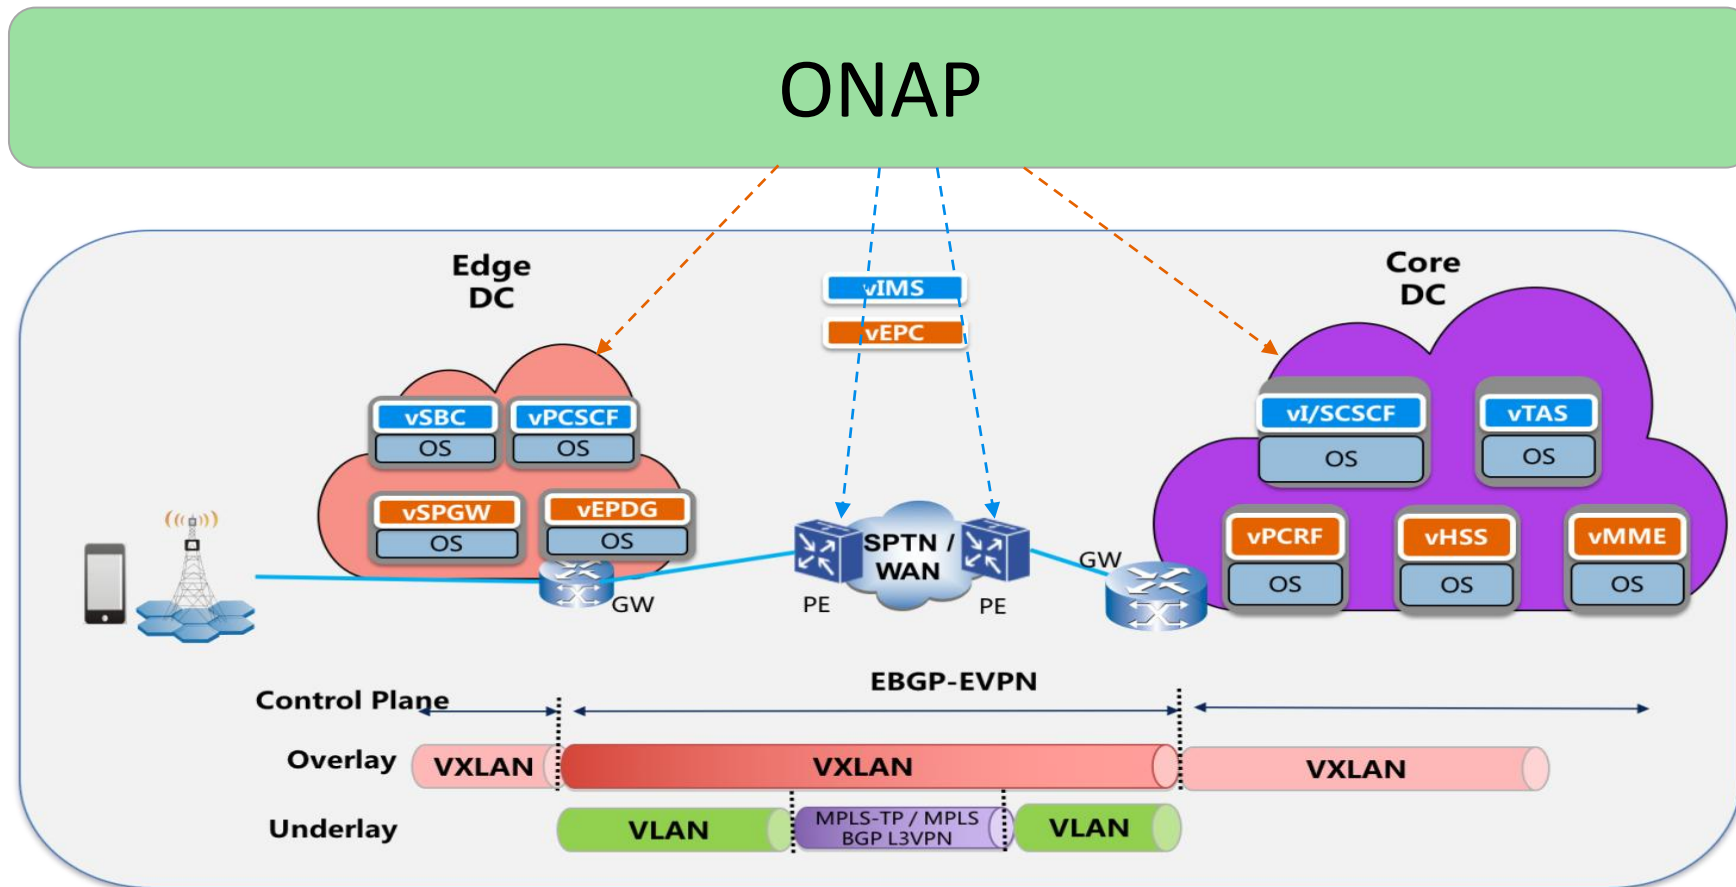 ONAP
Edge
DC
vIMS
vEPC
Core
DC
vSBC
OS
vPCSCF
OS
vSPGW
OS
vEPDG
OS
GW
PE
SPTN /
WAN
PE
GW
vI/SCSCF
OS
vTAS
OS
vPCRF
OS
vHSS
OS
vMME
OS
Control Plane
EBGP-EVPN
Overlay
VXLAN
VXLAN
VXLAN
Underlay
VLAN
MPLS-TP / MPLS
BGP L3VPN
VLAN